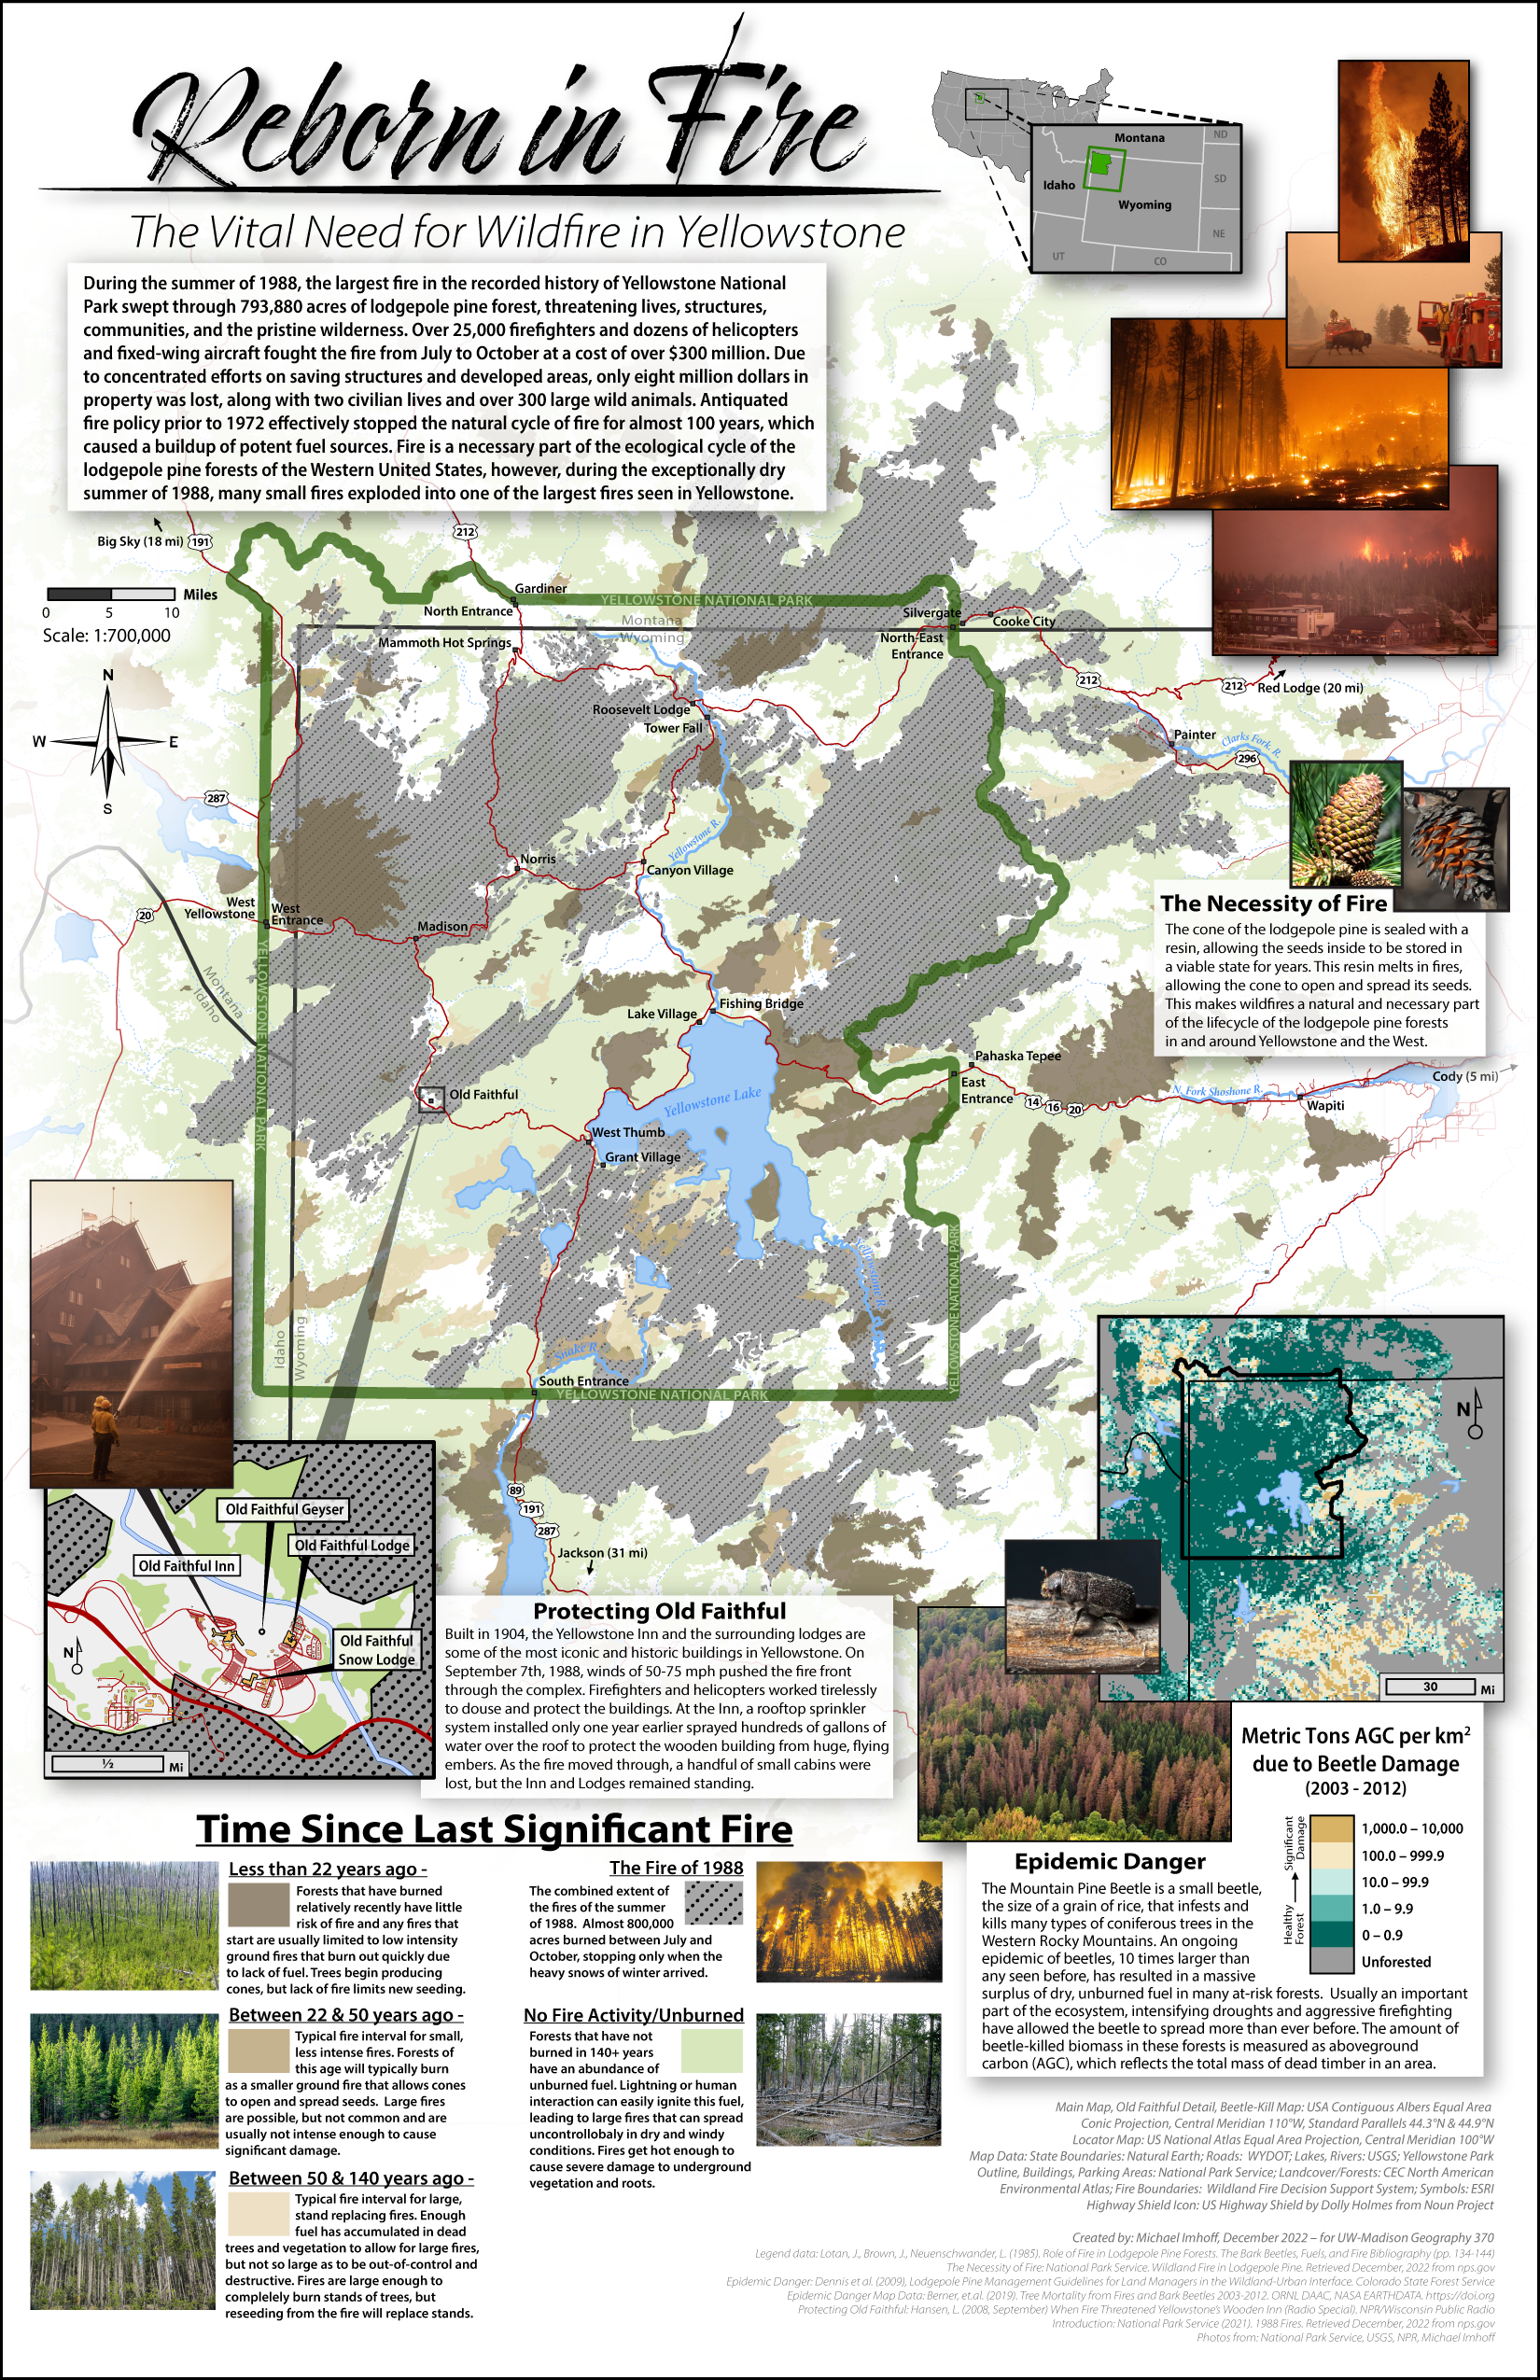 Reborn in Fire
The Vital Need for Wildfire in Yellowstone
During the summer of 1988, the largest fire in the recorded history of Yellowstone National
Park swept through 793,880 acres of lodgepole pine forest, threatening lives, structures,
communities, and the pristine wilderness. Over 25,000 firefighters and dozens of helicopters
and fixed-wing aircraft fought the fire from July to October at a cost of over $300 million. Due
to concentrated efforts on saving structures and developed areas, only eight million dollars in
property was lost, along with two civilian lives and over 300 large wild animals. Antiquated
fire policy prior to 1972 effectively stopped the natural cycle of fire for almost 100 years, which
caused a buildup of potent fuel sources. Fire is a necessary part of the ecological cycle of the
lodgepole pine forests of the Western United States, however, during the exceptionally dry
summer of 1988, many small fires exploded into one of the largest fires seen in Yellowstone.
Montana
ND
Idaho
SD
Wyoming
NE
UT
CO
Big Sky (18 mi)
191
212
Miles
0 5 10
Scale: 1:700,000
N
W E
S
Gardiner
North Entrance
YELLOWSTONE NATIONAL PARK
Montana
Wyoming
Mammoth Hot Springs
Silvergate
Cooke City
North-East
Entrance
212
212
Red Lodge (20 mi)
Roosevelt Lodge
Tower Fall
Painter
Clarks Fork. R.
296
287
Yellowstone R.
Norris
Canyon Village
West
Yellowstone
West
Entrance
20
Madison
Montana
Idaho
YELLOWSTONE NATIONAL PARK
Fishing Bridge
Lake Village
Pahaska Tepee
East
Entrance
14
16
20
N. Fork Shoshone R.
Wapiti
Cody (5 mi)
Old Faithful
Yellowstone Lake
West Thumb
Grant Village
Yellowstone R.
YELLOWSTONE NATIONAL PARK
Idaho
Wyoming
Snake R.
South Entrance
YELLOWSTONE NATIONAL PARK
89
191
287
Jackson (31 mi)
The Necessity of Fire
The cone of the lodgepole pine is sealed with a
resin, allowing the seeds inside to be stored in
a viable state for years. This resin melts in fires,
allowing the cone to open and spread its seeds.
This makes wildfires a natural and necessary part
of the lifecycle of the lodgepole pine forests
in and around Yellowstone and the West.
Old Faithful Geyser
Old Faithful Lodge
Old Faithful Inn
Old Faithful
Snow Lodge
N
½ Mi
Protecting Old Faithful
Built in 1904, the Yellowstone Inn and the surrounding lodges are
some of the most iconic and historic buildings in Yellowstone. On
September 7th, 1988, winds of 50-75 mph pushed the fire front
through the complex. Firefighters and helicopters worked tirelessly
to douse and protect the buildings. At the Inn, a rooftop sprinkler
system installed only one year earlier sprayed hundreds of gallons of
water over the roof to protect the wooden building from huge, flying
embers. As the fire moved through, a handful of small cabins were
lost, but the Inn and Lodges remained standing.
N
30 Mi
Metric Tons AGC per km²
due to Beetle Damage
(2003 - 2012)
Significant
Damage
Healthy
Forest
1,000.0 – 10,000
100.0 – 999.9
10.0 – 99.9
1.0 – 9.9
0 – 0.9
Unforested
Epidemic Danger
The Mountain Pine Beetle is a small beetle,
the size of a grain of rice, that infests and
kills many types of coniferous trees in the
Western Rocky Mountains. An ongoing
epidemic of beetles, 10 times larger than
any seen before, has resulted in a massive
surplus of dry, unburned fuel in many at-risk forests. Usually an important
part of the ecosystem, intensifying droughts and aggressive firefighting
have allowed the beetle to spread more than ever before. The amount of
beetle-killed biomass in these forests is measured as aboveground
carbon (AGC), which reflects the total mass of dead timber in an area.
Time Since Last Significant Fire
Less than 22 years ago -
Forests that have burned
relatively recently have little
risk of fire and any fires that
start are usually limited to low intensity
ground fires that burn out quickly due
to lack of fuel. Trees begin producing
cones, but lack of fire limits new seeding.
Between 22 & 50 years ago -
Typical fire interval for small,
less intense fires. Forests of
this age will typically burn
as a smaller ground fire that allows cones
to open and spread seeds. Large fires
are possible, but not common and are
usually not intense enough to cause
significant damage.
Between 50 & 140 years ago -
Typical fire interval for large,
stand replacing fires. Enough
fuel has accumulated in dead
trees and vegetation to allow for large fires,
but not so large as to be out-of-control and
destructive. Fires are large enough to
complelely burn stands of trees, but
reseeding from the fire will replace stands.
The Fire of 1988
The combined extent of
the fires of the summer
of 1988. Almost 800,000
acres burned between July and
October, stopping only when the
heavy snows of winter arrived.
No Fire Activity/Unburned
Forests that have not
burned in 140+ years
have an abundance of
unburned fuel. Lightning or human
interaction can easily ignite this fuel,
leading to large fires that can spread
uncontrollobaly in dry and windy
conditions. Fires get hot enough to
cause severe damage to underground
vegetation and roots.
Main Map, Old Faithful Detail, Beetle-Kill Map: USA Contiguous Albers Equal Area
Conic Projection, Central Meridian 110°W, Standard Parallels 44.3°N & 44.9°N
Locator Map: US National Atlas Equal Area Projection, Central Meridian 100°W
Map Data: State Boundaries: Natural Earth; Roads: WYDOT; Lakes, Rivers: USGS; Yellowstone Park
Outline, Buildings, Parking Areas: National Park Service; Landcover/Forests: CEC North American
Environmental Atlas; Fire Boundaries: Wildland Fire Decision Support System; Symbols: ESRI
Highway Shield Icon: US Highway Shield by Dolly Holmes from Noun Project
Created by: Michael Imhoff, December 2022 – for UW-Madison Geography 370
Legend data: Lotan, J., Brown, J., Neuenschwander, L. (1985). Role of Fire in Lodgepole Pine Forests. The Bark Beetles, Fuels, and Fire Bibliography (pp. 134-144)
The Necessity of Fire: National Park Service. Wildland Fire in Lodgepole Pine. Retrieved December, 2022 from nps.gov
Epidemic Danger: Dennis et al. (2009), Lodgepole Pine Management Guidelines for Land Managers in the Wildland-Urban Interface. Colorado State Forest Service
Epidemic Danger Map Data: Berner, et.al. (2019). Tree Mortality from Fires and Bark Beetles 2003-2012. ORNL DAAC, NASA EARTHDATA. https://doi.org
Protecting Old Faithful: Hansen, L. (2008, September) When Fire Threatened Yellowstone's Wooden Inn (Radio Special). NPR/Wisconsin Public Radio
Introduction: National Park Service (2021). 1988 Fires. Retrieved December, 2022 from nps.gov
Photos from: National Park Service, USGS, NPR, Michael Imhoff